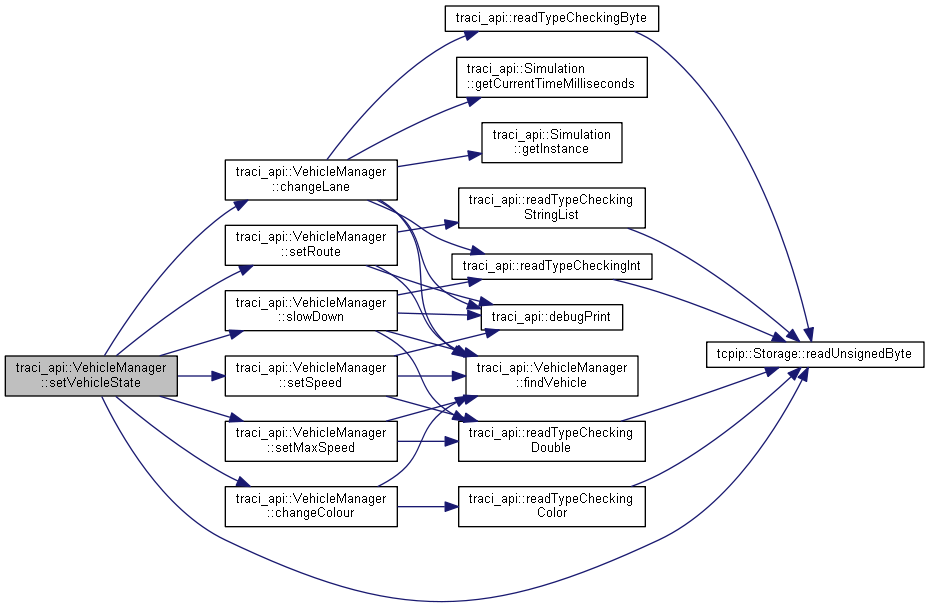 traci_api::readTypeCheckingByte
traci_api::Simulation
::getCurrentTimeMilliseconds
traci_api::Simulation
::getInstance
traci_api::VehicleManager
::changeLane
traci_api::readTypeChecking
StringList
traci_api::VehicleManager
::setRoute
traci_api::readTypeCheckingInt
traci_api::VehicleManager
::slowDown
traci_api::debugPrint
tcpip::Storage::readUnsignedByte
traci_api::VehicleManager
::setVehicleState
traci_api::VehicleManager
::setSpeed
traci_api::VehicleManager
::findVehicle
traci_api::VehicleManager
::setMaxSpeed
traci_api::readTypeChecking
Double
traci_api::VehicleManager
::changeColour
traci_api::readTypeChecking
Color